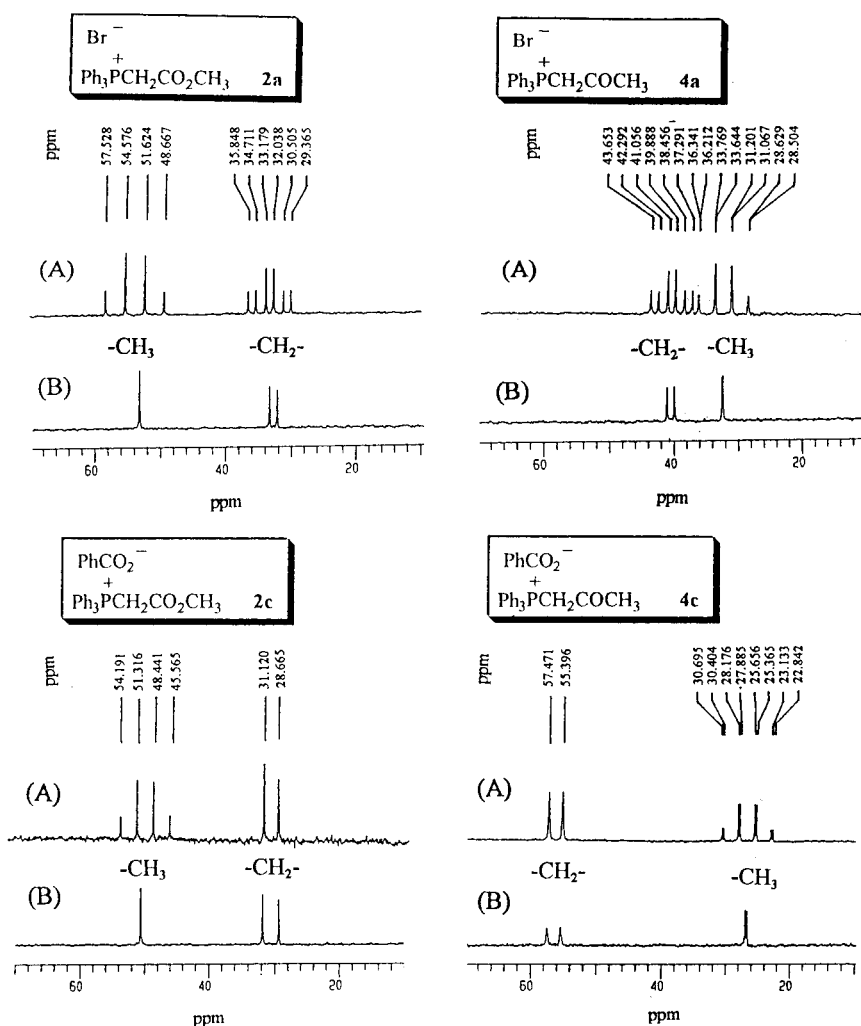 Br –
+
Ph3PCH2CO2CH3 2a
ppm
57.528
54.576
51.624
48.667
35.848
34.711
33.179
32.038
30.505
29.365
(A)
-CH3 -CH2-
(B)
60 40 20
ppm
Br –
+
Ph3PCH2COCH3 4a
ppm
43.653
42.292
41.056
39.888
38.456
37.291
36.341
36.212
33.769
33.644
31.201
31.067
28.629
28.504
(A)
-CH2- -CH3
(B)
60 40 20
ppm
PhCO2 –
+
Ph3PCH2CO2CH3 2c
ppm
54.191
51.316
48.441
45.565
31.120
28.665
(A)
-CH3 -CH2-
(B)
60 40 20
ppm
PhCO2 –
+
Ph3PCH2COCH3 4c
ppm
57.471
55.396
30.695
30.404
28.176
27.885
25.656
25.365
23.133
22.842
(A)
-CH2- -CH3
(B)
60 40 20
ppm